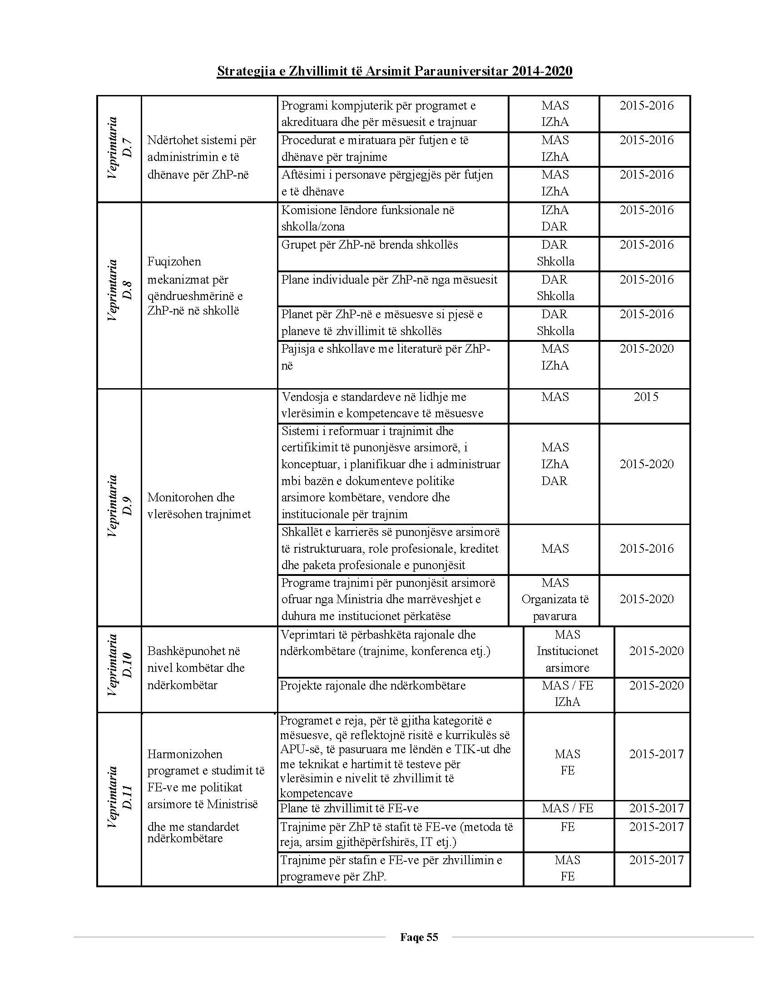 Strategjia e Zhvillimit të Arsimit Parauniversitar 2014-2020
Veprimtaria
D.7
Ndërtohet sistemi për
administrimin e të
dhënave për ZhP-në
Programi kompjuterik për programet e
akredituara dhe për mësuesit e trajnuar
MAS
IZhA
2015-2016
Procedurat e miratuara për futjen e të
dhënave për trajnime
MAS
IZhA
2015-2016
Aftësimi i personave përgjegjës për futjen
e të dhënave
MAS
IZhA
2015-2016
Veprimtaria
D.8
Fuqizohen
mekanizmat për
qëndrueshmërinë e
ZhP-në në shkollë
Komisione lëndore funksionale në
shkolla/zona
IZhA
DAR
2015-2016
Grupet për ZhP-në brenda shkollës
DAR
Shkolla
2015-2016
Plane individuale për ZhP-në nga mësuesit
DAR
Shkolla
2015-2016
Planet për ZhP-në e mësuesve si pjesë e
planeve të zhvillimit të shkollës
DAR
Shkolla
2015-2016
Pajisja e shkollave me literaturë për ZhP-
në
MAS
IZhA
2015-2020
Veprimtaria
D.9
Monitorohen dhe
vlerësohen trajnimet
Vendosja e standardeve në lidhje me
vlerësimin e kompetencave të mësuesve
MAS
2015
Sistemi i reformuar i trajnimit dhe
certifikimit të punonjësve arsimorë, i
konceptuar, i planifikuar dhe i administruar
mbi bazën e dokumenteve politike
arsimore kombëtare, vendore dhe
institucionale për trajnim
MAS
IZhA
DAR
2015-2020
Shkallët e karrierës së punonjësve arsimorë
të ristrukturuara, role profesionale, kreditet
dhe paketa profesionale e punonjësit
MAS
2015-2016
Programe trajnimi për punonjësit arsimorë
ofruar nga Ministria dhe marrëveshjet e
duhura me institucionet përkatëse
MAS
Organizata të
pavarura
2015-2020
Veprimtaria
D.10
Bashkëpunohet në
nivel kombëtar dhe
ndërkombëtar
Veprimtari të përbashkëta rajonale dhe
ndërkombëtare (trajnime, konferenca etj.)
MAS
Institucionet
arsimore
2015-2020
Projekte rajonale dhe ndërkombëtare
MAS / FE
IZhA
2015-2020
Veprimtaria
D.11
Harmonizohen
programet e studimit të
FE-ve me politikat
arsimore të Ministrisë
dhe me standardet
ndërkombëtare
Programet e reja, për të gjitha kategoritë e
mësuesve, që reflektojnë risitë e kurrikulës së
APU-së, të pasuruara me lëndën e TIK-ut dhe
me teknikat e hartimit të testeve për
vlerësimin e nivelit të zhvillimit të
kompetencave
MAS
FE
2015-2017
Plane të zhvillimit të FE-ve
MAS / FE
2015-2017
Trajnime për ZhP të stafit të FE-ve (metoda të
reja, arsim gjithëpërfshirës, IT etj.)
FE
2015-2017
Trajnime për stafin e FE-ve për zhvillimin e
programeve për ZhP.
MAS
FE
2015-2017
Faqe 55